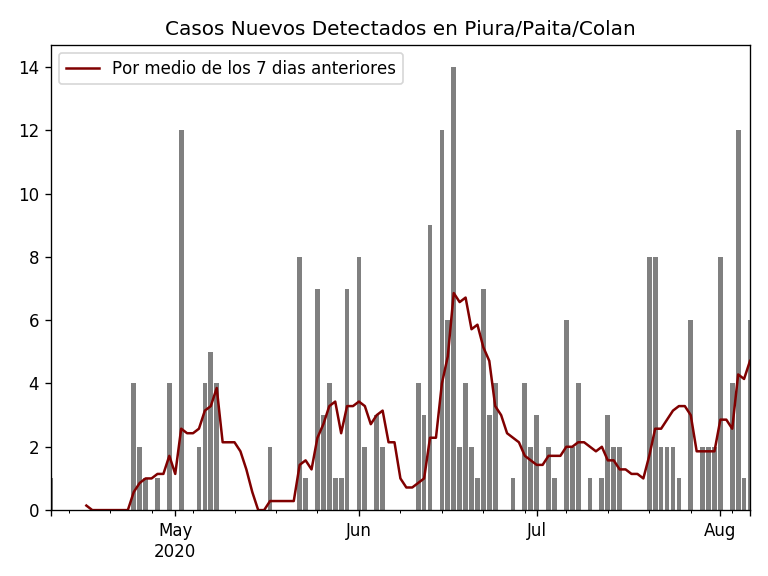 Casos Nuevos Detectados en Piura/Paita/Colan
Por medio de los 7 dias anteriores
14
12
10
8
6
4
2
0
May
2020
Jun
Jul
Aug